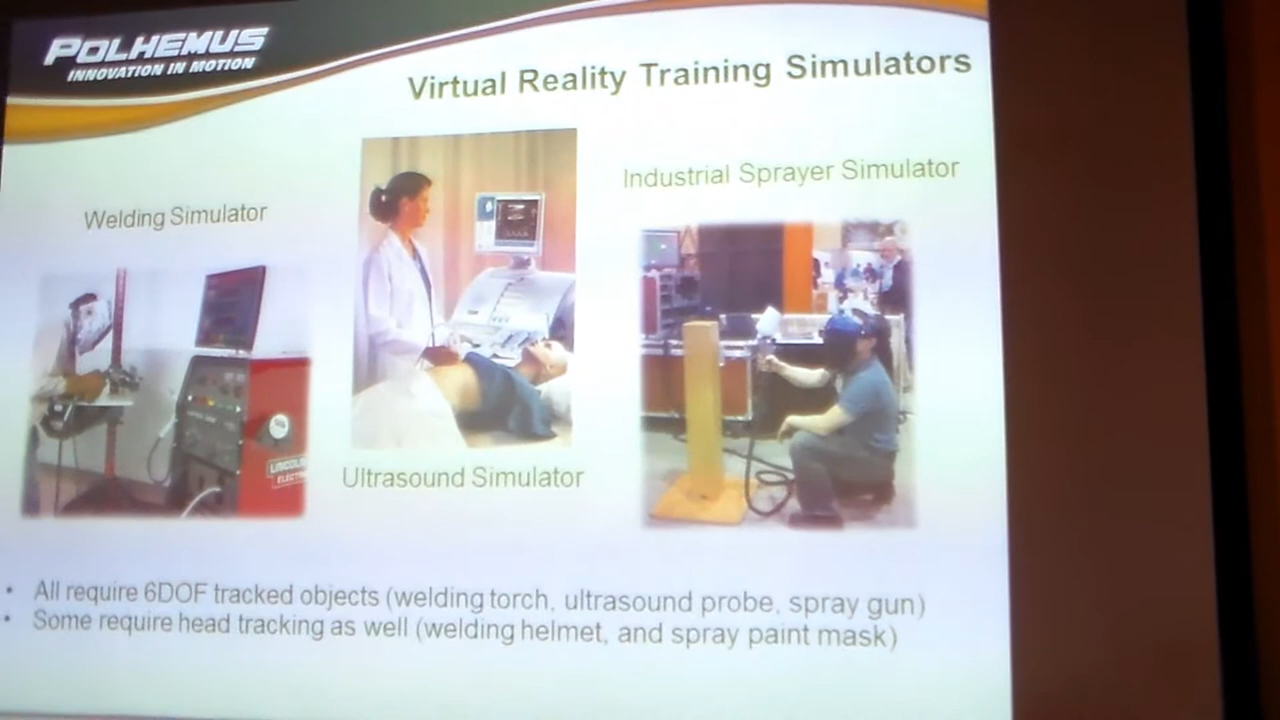 POLHEMUS
INNOVATION IN MOTION
Virtual Reality Training Simulators
Welding Simulator
Industrial Sprayer Simulator
LINCOLN
ELECTRIC
Ultrasound Simulator
• All require 6DOF tracked objects (welding torch, ultrasound probe, spray gun)
• Some require head tracking as well (welding helmet, and spray paint mask)